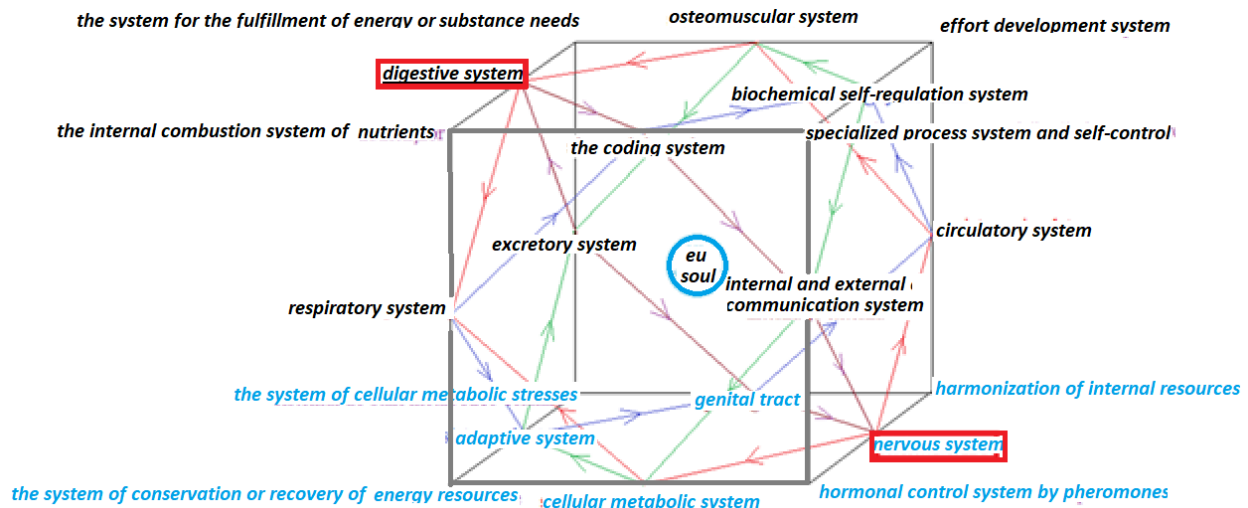 the system for the fulfillment of energy or substance needs
osteomuscular system
effort development system
digestive system
biochemical self-regulation system
the internal combustion system of nutrients
specialized process system and self-control
the coding system
excretory system
eu
soul
circulatory system
internal and external
communication system
respiratory system
the system of cellular metabolic stresses
genital tract
harmonization of internal resources
adaptive system
nervous system
the system of conservation or recovery of energy resources
cellular metabolic system
hormonal control system by pheromones